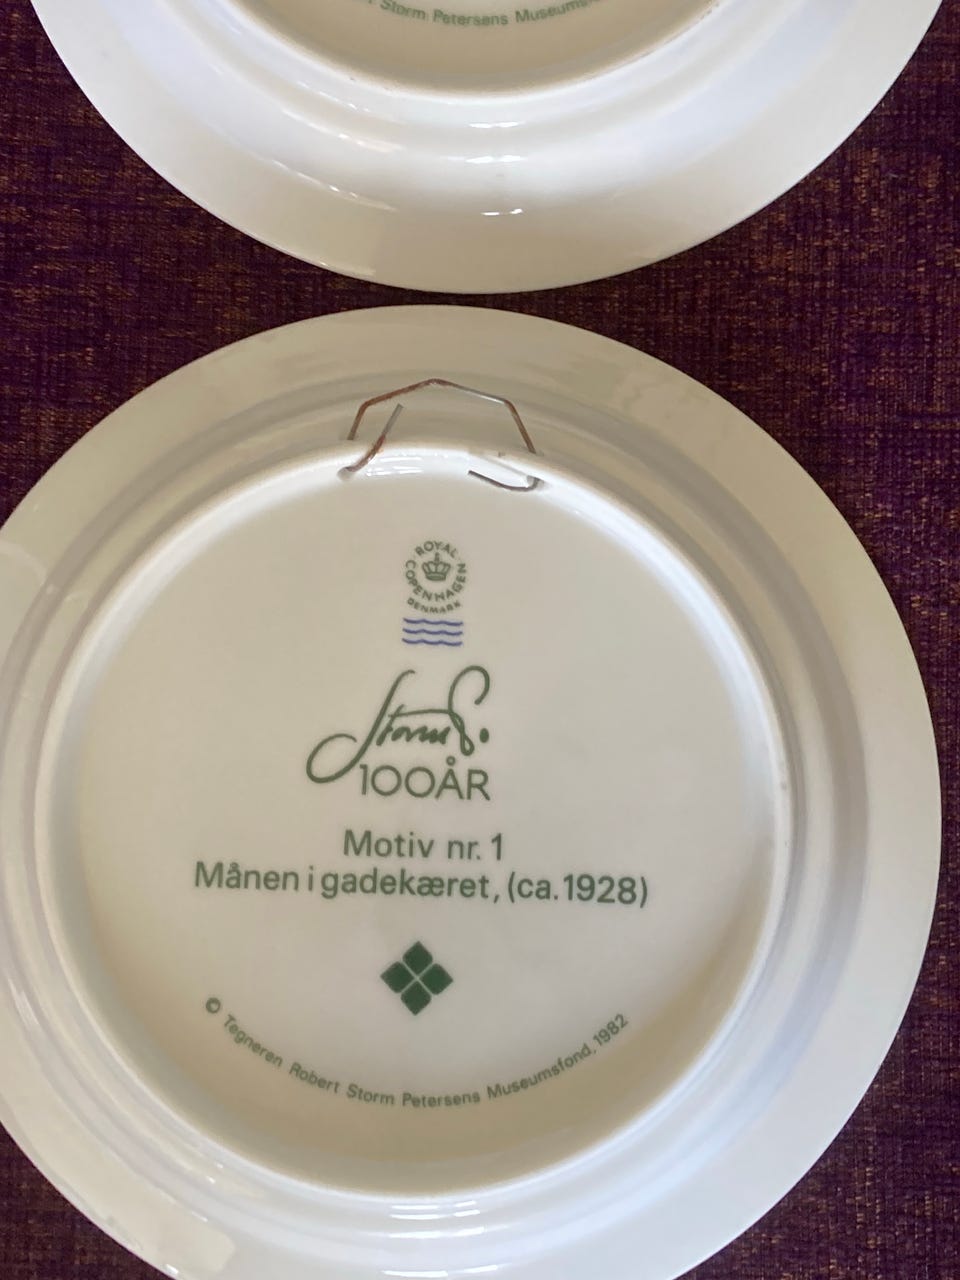 Storm Petersens Museumsfond
ROYAL COPENHAGEN
DENMARK
Storm P.
100ÅR
Motiv nr. 1
Månen i gadekæret, (ca. 1928)
© Tegneren Robert Storm Petersens Museumsfond, 1982